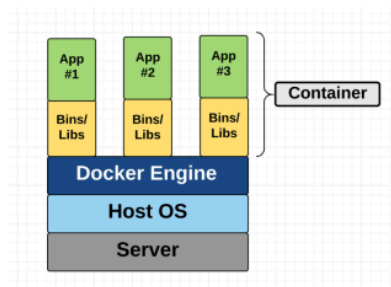 App
#1
App
#2
App
#3
Container
Bins/
Libs
Bins/
Libs
Bins/
Libs
Docker Engine
Host OS
Server